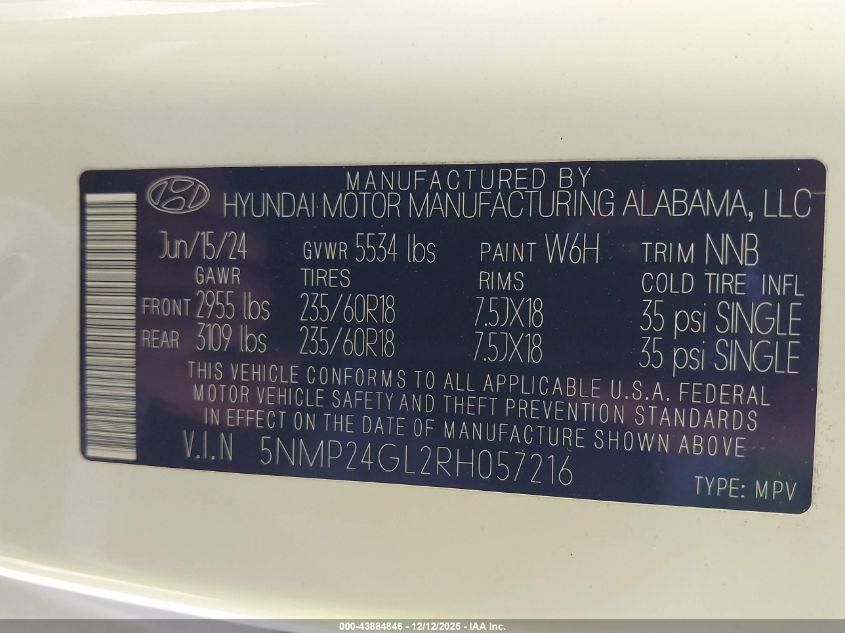 MANUFACTURED BY
HYUNDAI MOTOR MANUFACTURING ALABAMA, LLC
Jun/15/24 GVWR 5534 lbs PAINT W6H TRIM NNB
GAWR TIRES RIMS COLD TIRE INFL
FRONT 2955 lbs 235/60R18 7.5JX18 35 psi SINGLE
REAR 3109 lbs 235/60R18 7.5JX18 35 psi SINGLE
THIS VEHICLE CONFORMS TO ALL APPLICABLE U.S.A. FEDERAL
MOTOR VEHICLE SAFETY AND THEFT PREVENTION STANDARDS
IN EFFECT ON THE DATE OF MANUFACTURE SHOWN ABOVE
V.I.N 5NMP24GL2RH057216
TYPE: MPV
000-43884846 - 12/12/2025 - IAA Inc.